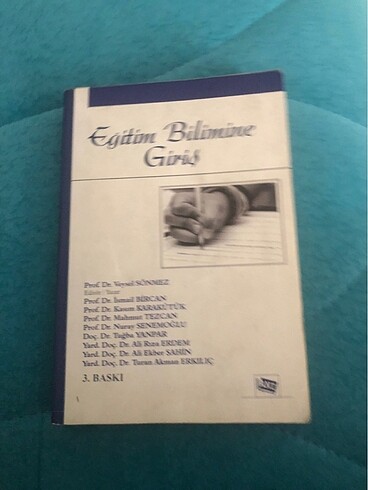 Eğitim Bilimine
Giriş
Prof. Dr. Veysel SÖNMEZ
Editör - Yazar
Prof. Dr. İsmail BİRCAN
Prof. Dr. Kasım KARAKÜTÜK
Prof. Dr. Mahmut TEZCAN
Prof. Dr. Nuray SENEMOĞLU
Doç. Dr. Tuğba YANPAR
Yard. Doç. Dr. Ali Rıza ERDEM
Yard. Doç. Dr. Ali Ekber ŞAHİN
Yard. Doç. Dr. Turan Akman ERKILIÇ
3. BASKI